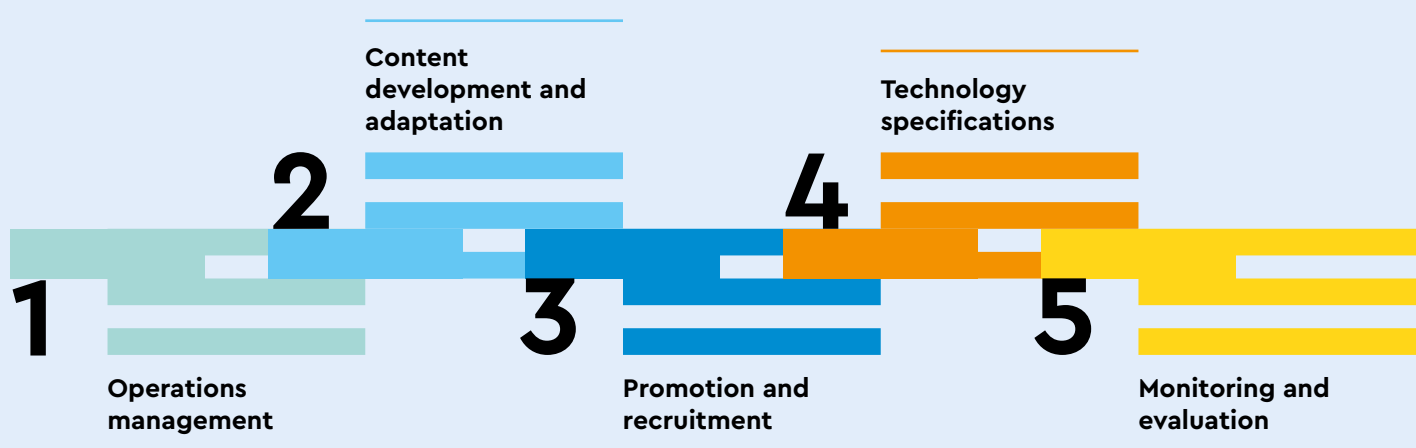 1
Operations
management
2
Content
development and
adaptation
3
Promotion and
recruitment
4
Technology
specifications
5
Monitoring and
evaluation